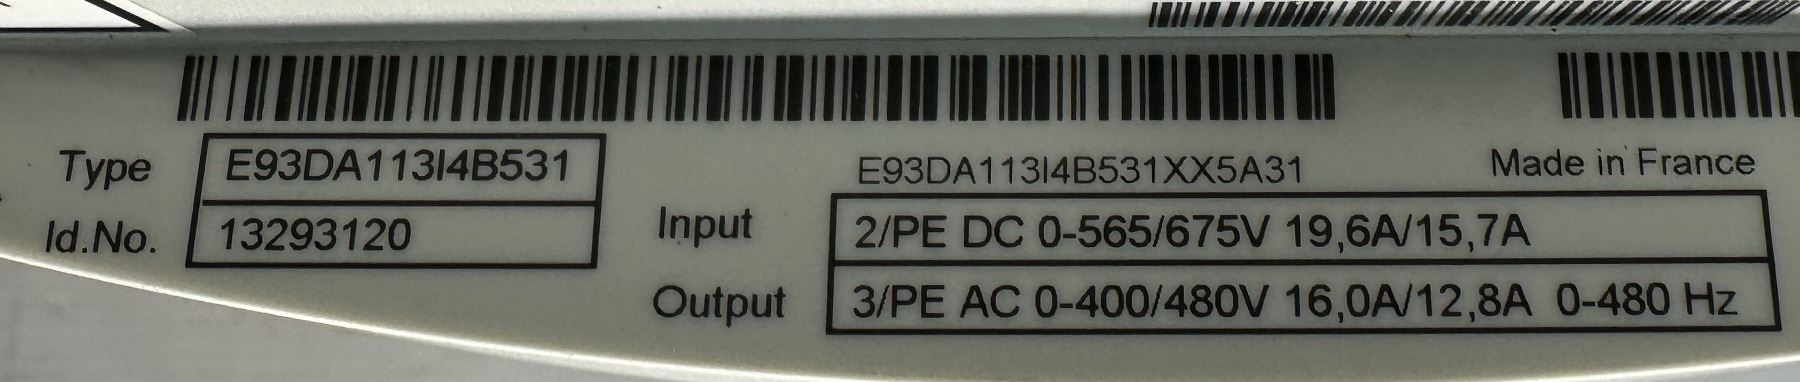 Type E93DA113I4B531
Id.No. 13293120
E93DA113I4B531XX5A31
Made in France
Input 2/PE DC 0-565/675V 19,6A/15,7A
Output 3/PE AC 0-400/480V 16,0A/12,8A 0-480 Hz